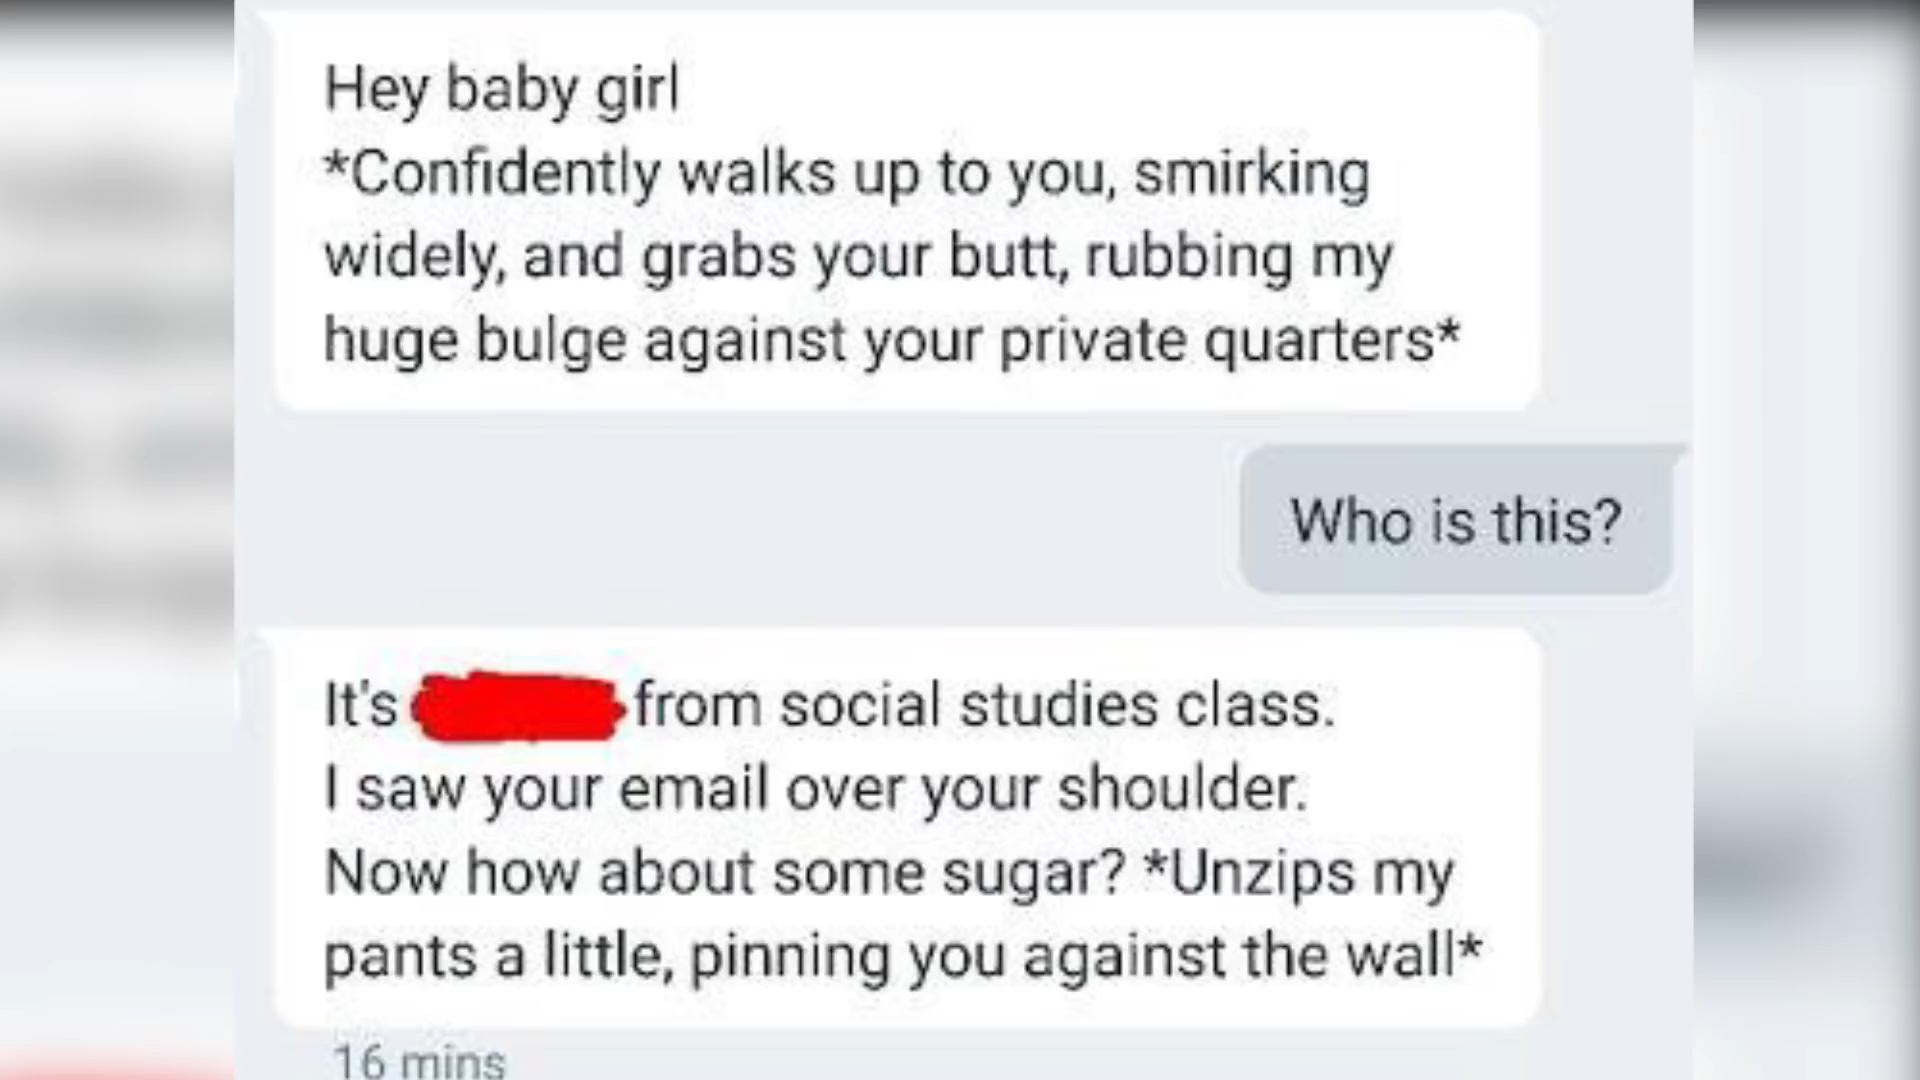 Hey baby girl
*Confidently walks up to you, smirking
widely, and grabs your butt, rubbing my
huge bulge against your private quarters*
Who is this?
It's from social studies class.
I saw your email over your shoulder.
Now how about some sugar? *Unzips my
pants a little, pinning you against the wall*
16 mins